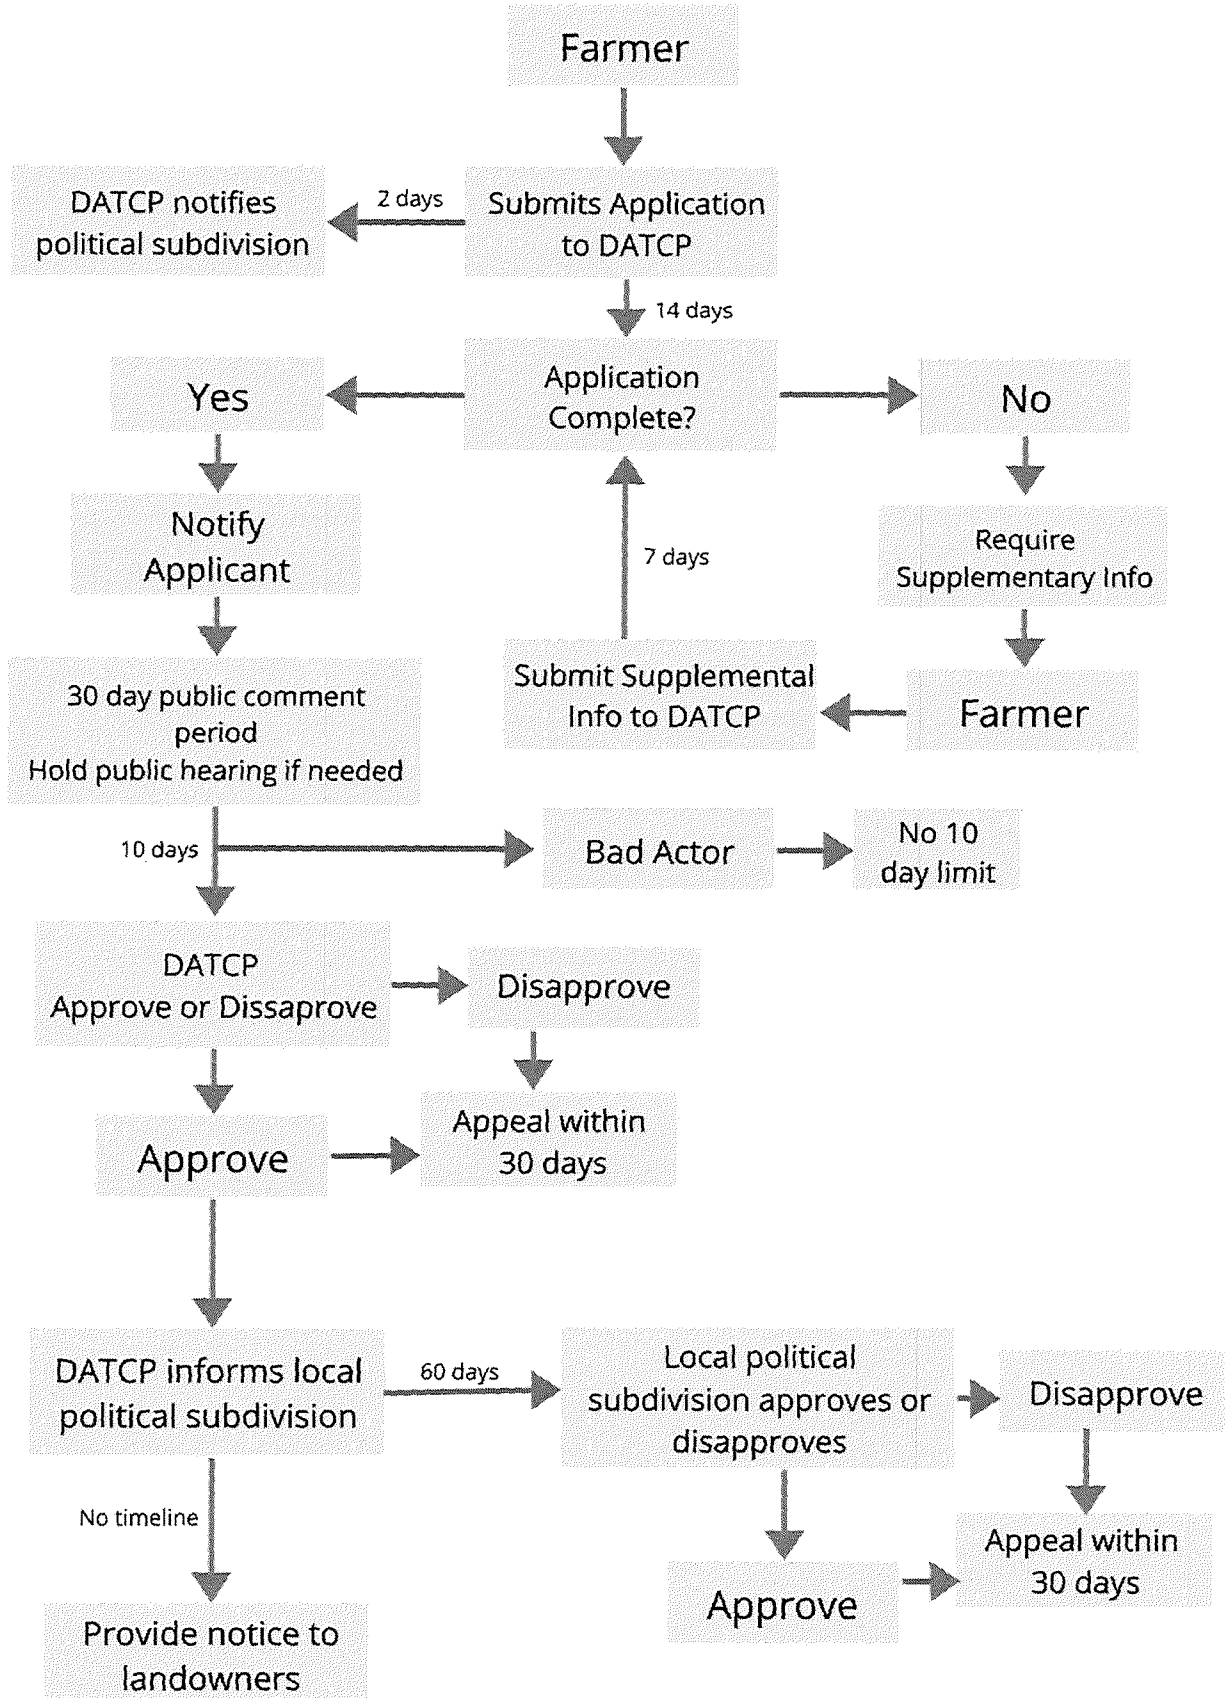 Farmer
DATCP notifies
political subdivision
2 days
Submits Application
to DATCP
14 days
Yes
Application
Complete?
No
Notify
Applicant
7 days
Require
Supplementary Info
30 day public comment
period
Hold public hearing if needed
Submit Supplemental
Info to DATCP
Farmer
10 days
Bad Actor
No 10
day limit
DATCP
Approve or Dissaprove
Disapprove
Approve
Appeal within
30 days
DATCP informs local
political subdivision
60 days
Local political
subdivision approves or
disapproves
Disapprove
No timeline
Approve
Appeal within
30 days
Provide notice to
landowners